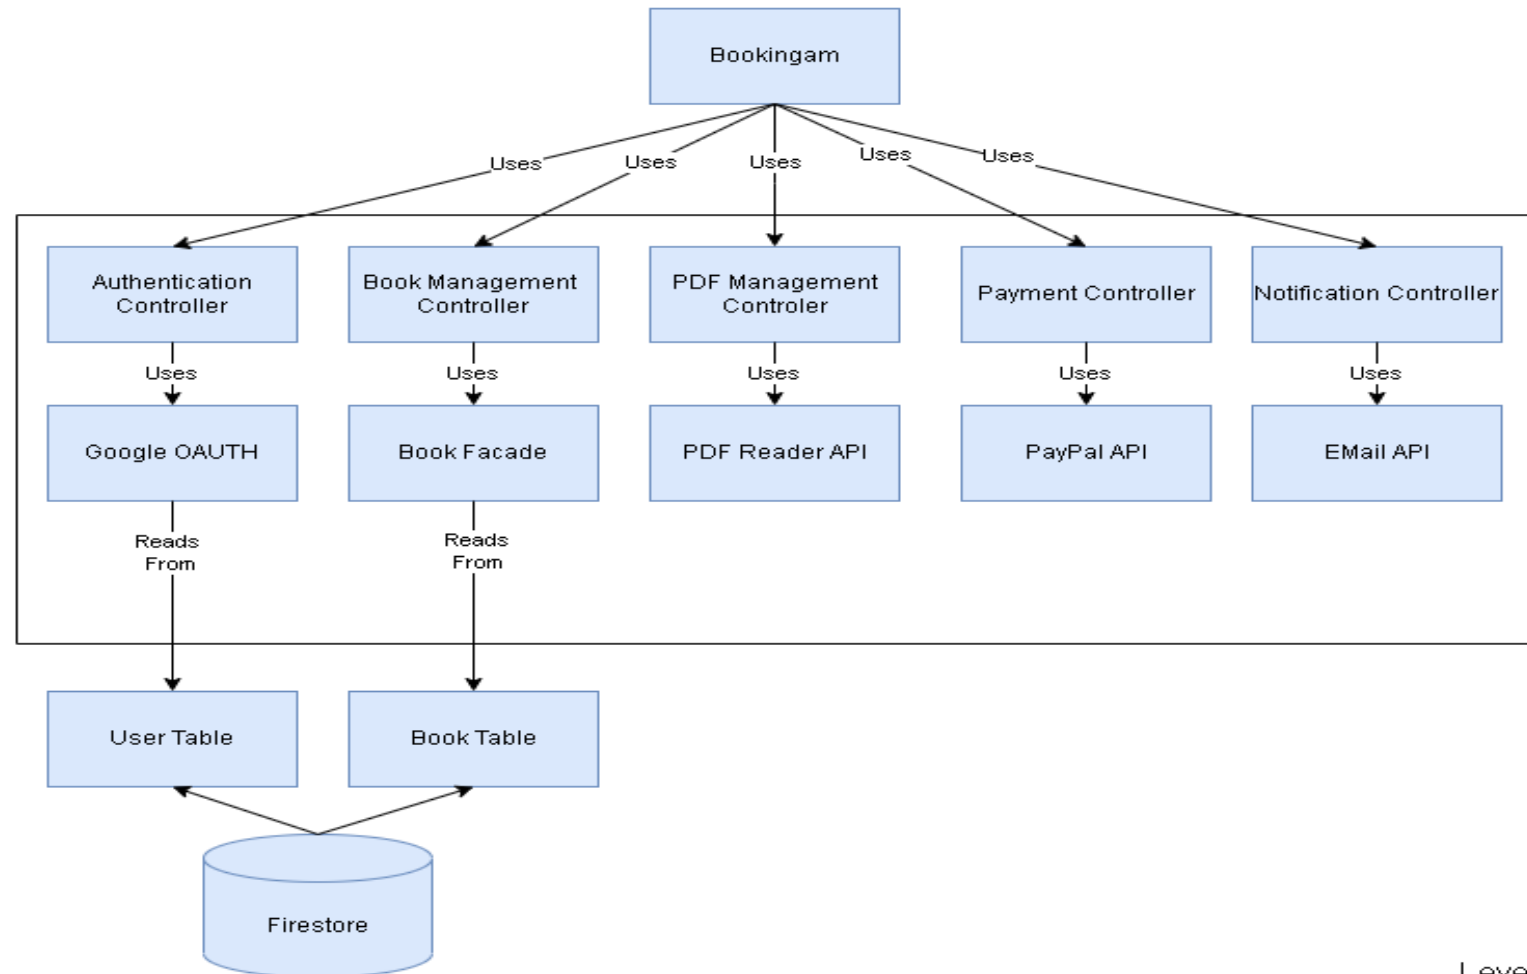 Bookingam
Uses
Uses
Uses
Uses
Uses
Authentication
Controller
Book Management
Controller
PDF Management
Controler
Payment Controller
Notification Controller
Uses
Uses
Uses
Uses
Uses
Google OAUTH
Book Facade
PDF Reader API
PayPal API
EMail API
Reads
From
Reads
From
User Table
Book Table
Firestore